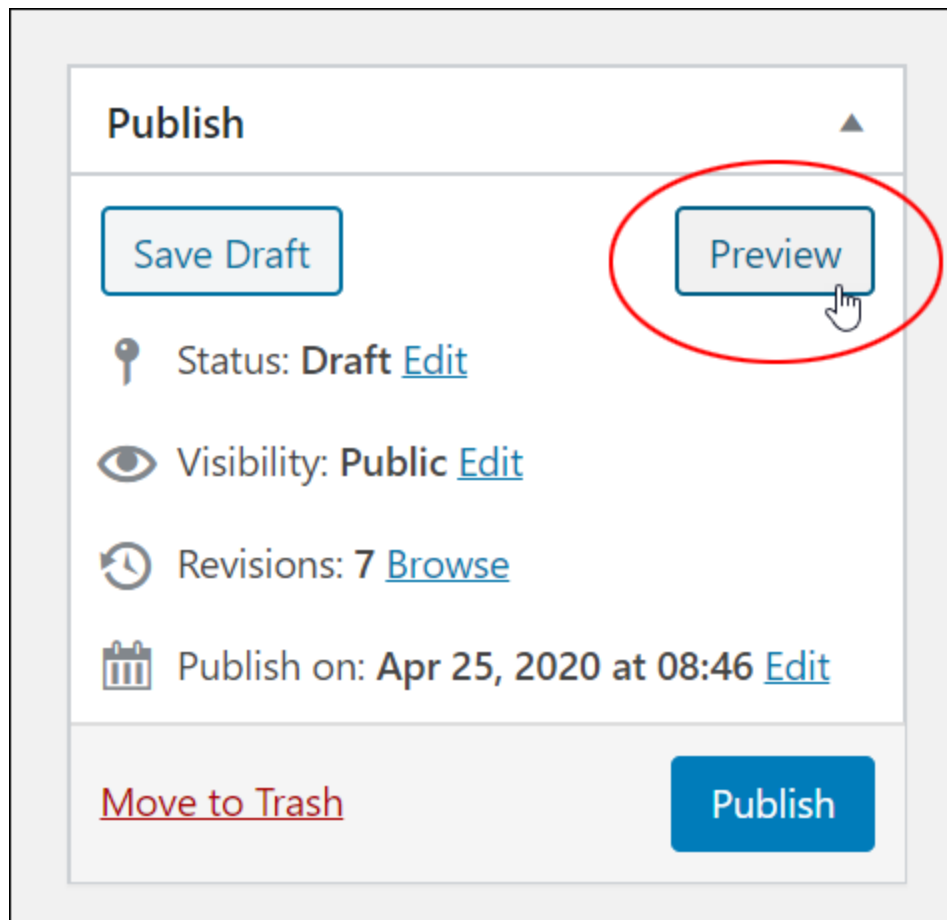 Publish
Save Draft Preview
Status: Draft Edit
Visibility: Public Edit
Revisions: 7 Browse
Publish on: Apr 25, 2020 at 08:46 Edit
Move to Trash Publish